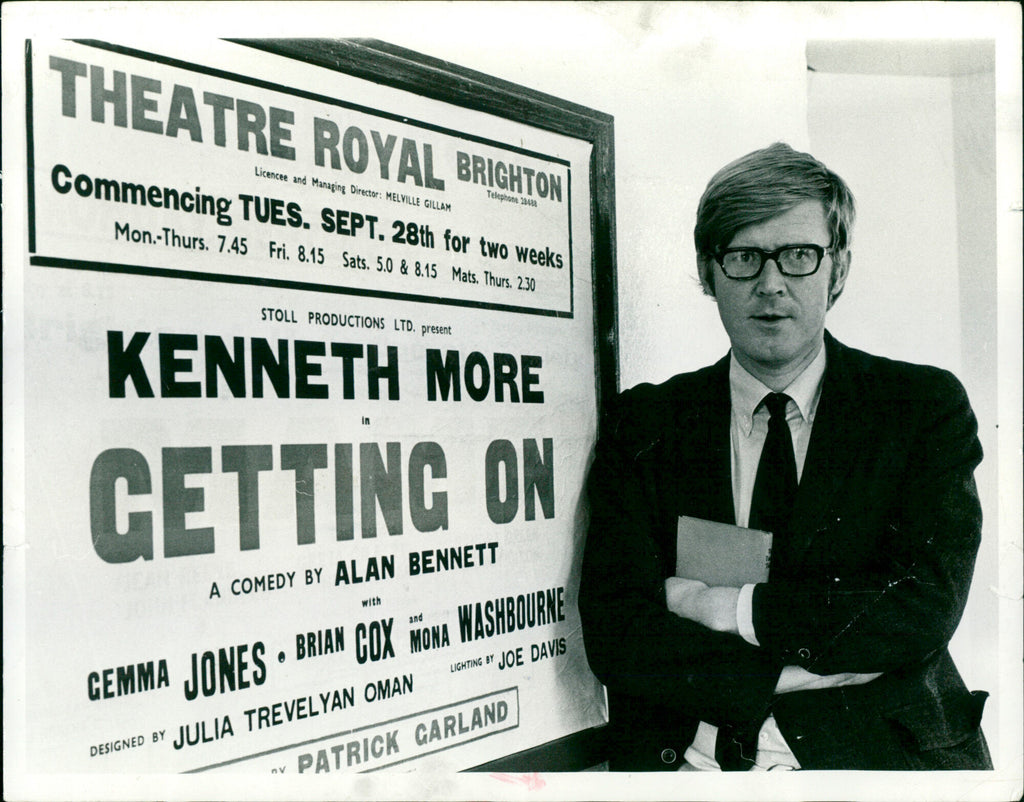 THEATRE ROYAL BRIGHTON
Licencee and Managing Director: MELVILLE GILLAM
Telephone 28488
Commencing TUES. SEPT. 28th for two weeks
Mon.-Thurs. 7.45 Fri. 8.15 Sats. 5.0 & 8.15 Mats. Thurs. 2.30
STOLL PRODUCTIONS LTD. present
KENNETH MORE
in
GETTING ON
A COMEDY BY ALAN BENNETT
with
GEMMA JONES • BRIAN COX and MONA WASHBOURNE
DESIGNED BY JULIA TREVELYAN OMAN LIGHTING BY JOE DAVIS
PATRICK GARLAND